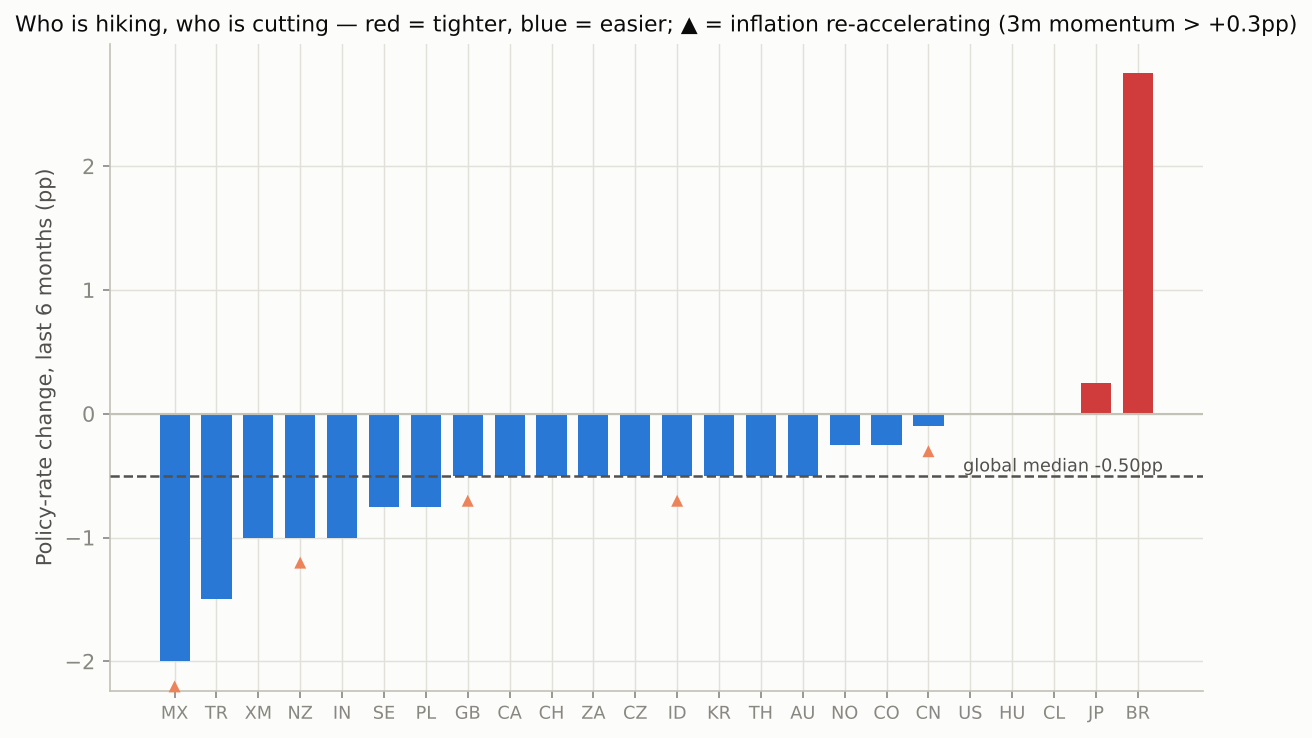 Who is hiking, who is cutting — red = tighter, blue = easier; ▲ = inflation re-accelerating (3m momentum > +0.3pp)
Policy-rate change, last 6 months (pp)
2
1
0
−1
−2
global median -0.50pp
MX TR XM NZ IN SE PL GB CA CH ZA CZ ID KR TH AU NO CO CN US HU CL JP BR